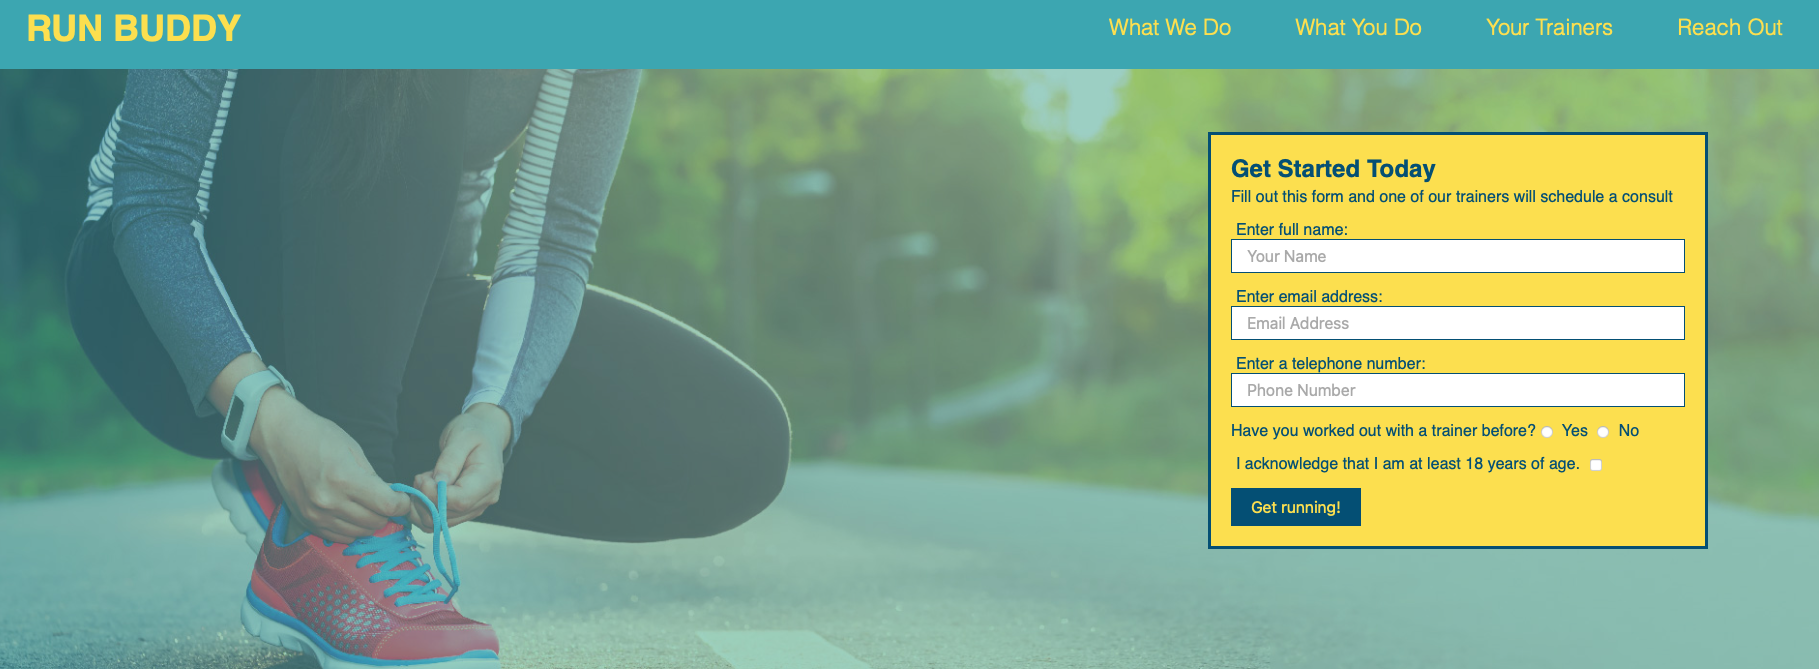 RUN BUDDY
What We Do What You Do Your Trainers Reach Out
Get Started Today
Fill out this form and one of our trainers will schedule a consult
Enter full name:
Your Name
Enter email address:
Email Address
Enter a telephone number:
Phone Number
Have you worked out with a trainer before? Yes No
I acknowledge that I am at least 18 years of age.
Get running!